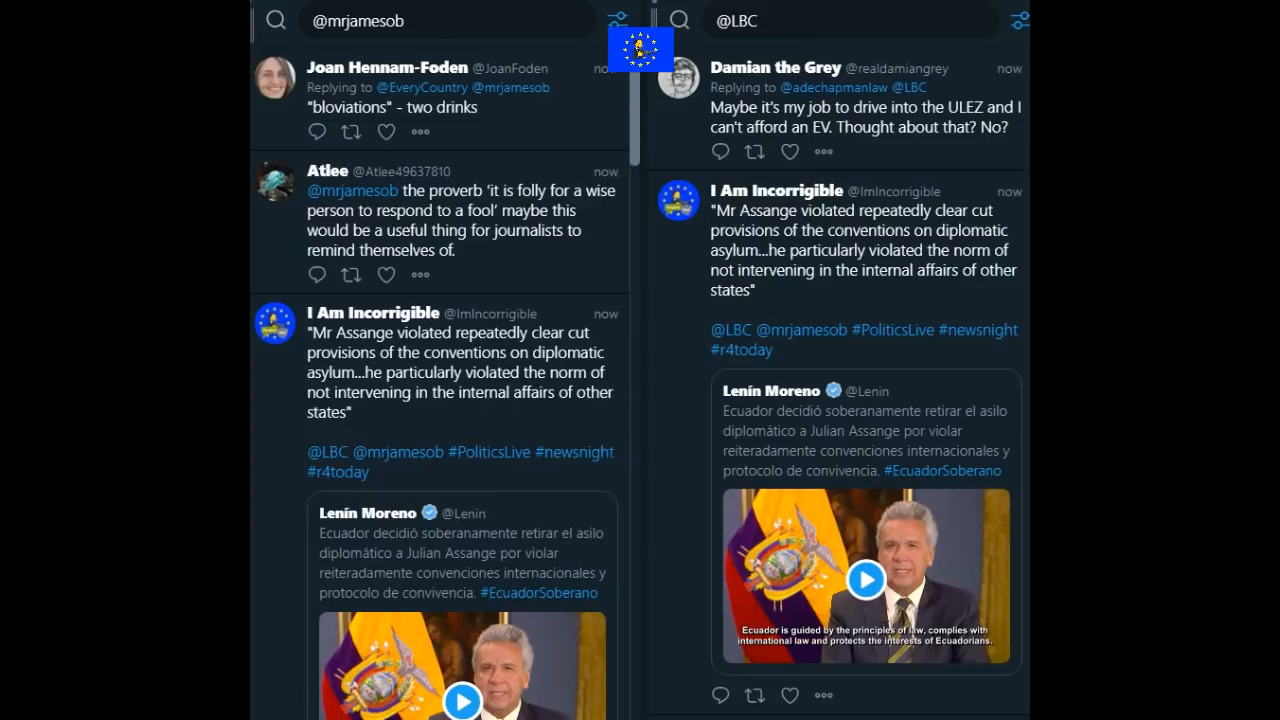 @mrjamesob
Joan Hennam-Foden @JoanFoden now
Replying to @EveryCountry @mrjamesob
"bloviations" - two drinks
Atlee @Atlee49637810 now
@mrjamesob the proverb ‘it is folly for a wise
person to respond to a fool’ maybe this
would be a useful thing for journalists to
remind themselves of.
I Am Incorrigible @ImIncorrigible now
"Mr Assange violated repeatedly clear cut
provisions of the conventions on diplomatic
asylum...he particularly violated the norm of
not intervening in the internal affairs of other
states"
@LBC @mrjamesob #PoliticsLive #newsnight
#r4today
Lenín Moreno @Lenin
Ecuador decidió soberanamente retirar el asilo
diplomático a Julian Assange por violar
reiteradamente convenciones internacionales y
protocolo de convivencia. #EcuadorSoberano
@LBC
Damian the Grey @realdamiangrey now
Replying to @adechapmanlaw @LBC
Maybe it's my job to drive into the ULEZ and I
can't afford an EV. Thought about that? No?
I Am Incorrigible @ImIncorrigible now
"Mr Assange violated repeatedly clear cut
provisions of the conventions on diplomatic
asylum...he particularly violated the norm of
not intervening in the internal affairs of other
states"
@LBC @mrjamesob #PoliticsLive #newsnight
#r4today
Lenín Moreno @Lenin
Ecuador decidió soberanamente retirar el asilo
diplomático a Julian Assange por violar
reiteradamente convenciones internacionales y
protocolo de convivencia. #EcuadorSoberano
Ecuador is guided by the principles of law, complies with
international law and protects the interests of Ecuadorians.